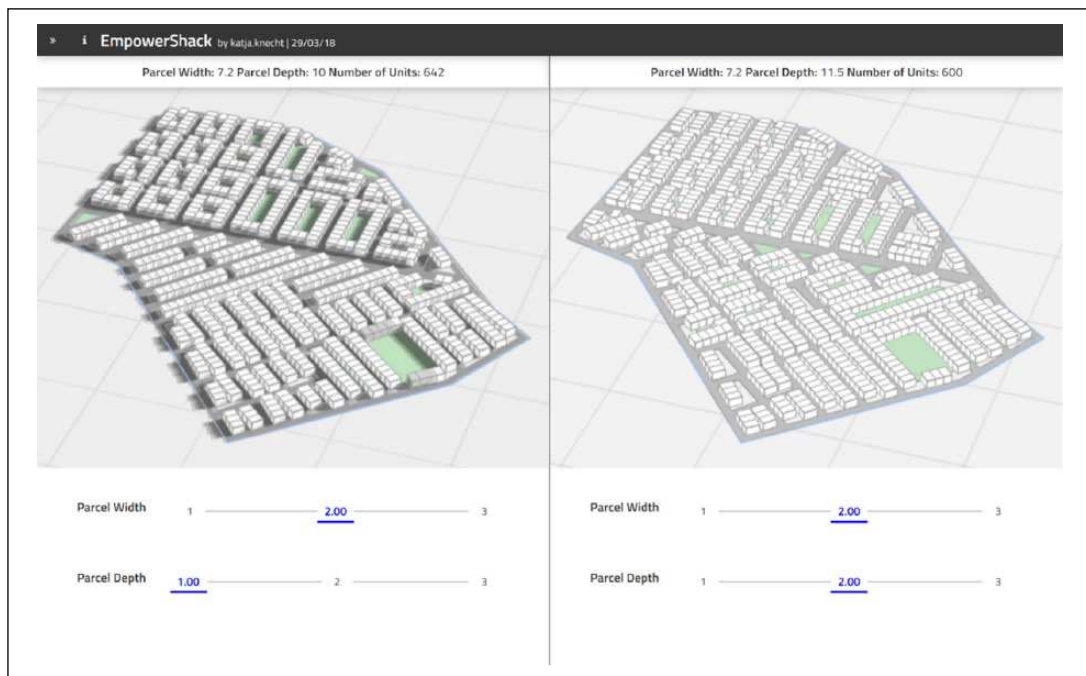 » i EmpowerShack by katja.knecht | 29/03/18
Parcel Width: 7.2 Parcel Depth: 10 Number of Units: 642
Parcel Width 1 2.00 3
Parcel Depth 1.00 2 3
Parcel Width: 7.2 Parcel Depth: 11.5 Number of Units: 600
Parcel Width 1 2.00 3
Parcel Depth 1 2.00 3